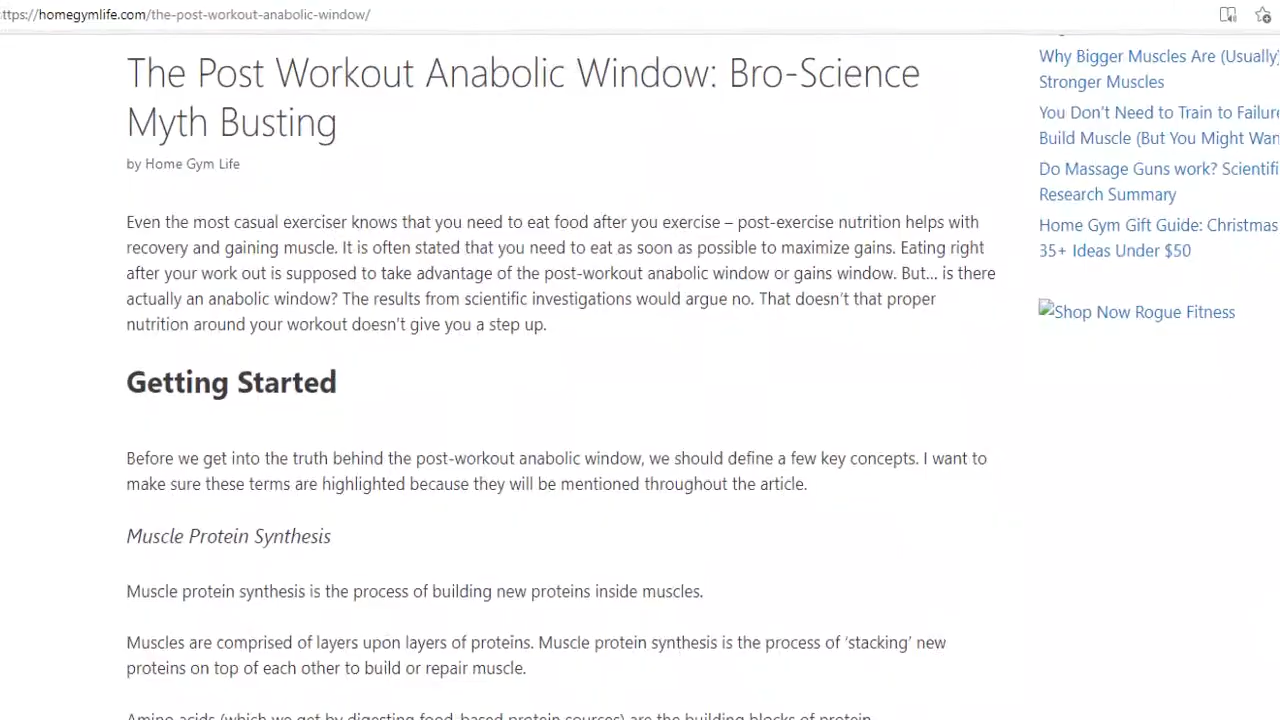 ttps://homegymlife.com/the-post-workout-anabolic-window/
The Post Workout Anabolic Window: Bro-Science
Myth Busting
by Home Gym Life
Even the most casual exerciser knows that you need to eat food after you exercise – post-exercise nutrition helps with
recovery and gaining muscle. It is often stated that you need to eat as soon as possible to maximize gains. Eating right
after your work out is supposed to take advantage of the post-workout anabolic window or gains window. But... is there
actually an anabolic window? The results from scientific investigations would argue no. That doesn't that proper
nutrition around your workout doesn't give you a step up.
Getting Started
Before we get into the truth behind the post-workout anabolic window, we should define a few key concepts. I want to
make sure these terms are highlighted because they will be mentioned throughout the article.
Muscle Protein Synthesis
Muscle protein synthesis is the process of building new proteins inside muscles.
Muscles are comprised of layers upon layers of proteins. Muscle protein synthesis is the process of ‘stacking’ new
proteins on top of each other to build or repair muscle.
Amino acids (which we get by digesting food-based protein sources) are the building blocks of protein.
Why Bigger Muscles Are (Usually)
Stronger Muscles
You Don't Need to Train to Failure
Build Muscle (But You Might Wan
Do Massage Guns work? Scientifi
Research Summary
Home Gym Gift Guide: Christmas
35+ Ideas Under $50
Shop Now Rogue Fitness